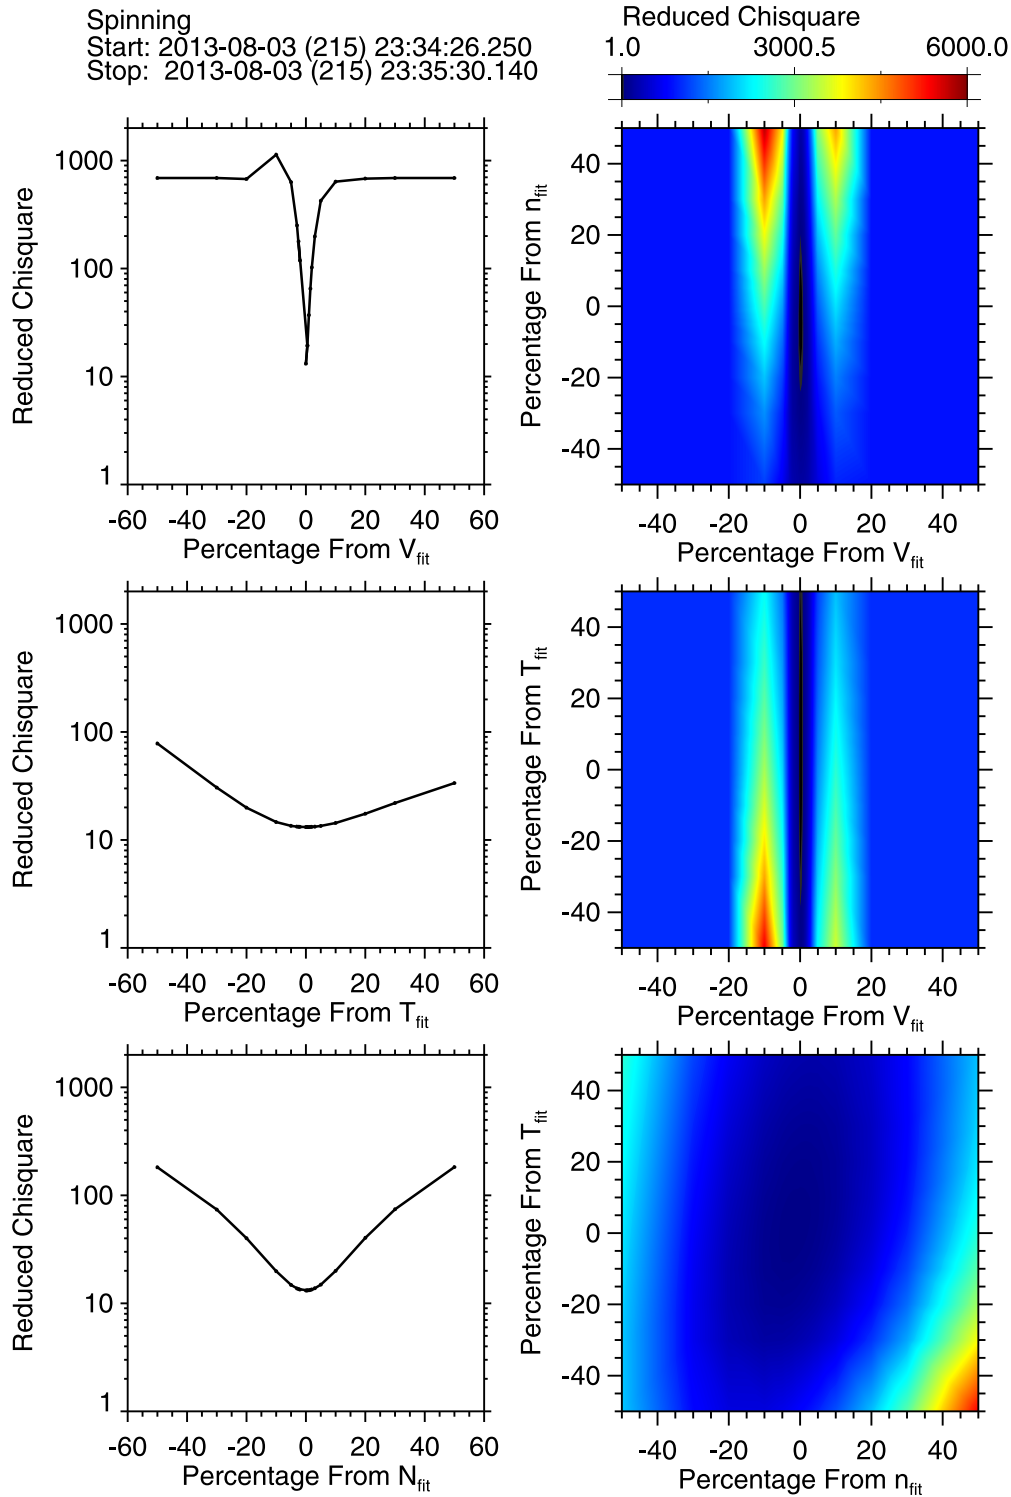 Spinning
Start: 2013-08-03 (215) 23:34:26.250
Stop: 2013-08-03 (215) 23:35:30.140
Reduced Chisquare
1.0 3000.5 6000.0
Reduced Chisquare
1000
100
10
1
-60 -40 -20 0 20 40 60
Percentage From Vfit
Percentage From nfit
40
20
0
-20
-40
-40 -20 0 20 40
Percentage From Vfit
Reduced Chisquare
1000
100
10
1
-60 -40 -20 0 20 40 60
Percentage From Tfit
Percentage From Tfit
40
20
0
-20
-40
-40 -20 0 20 40
Percentage From Vfit
Reduced Chisquare
1000
100
10
1
-60 -40 -20 0 20 40 60
Percentage From Nfit
Percentage From Tfit
40
20
0
-20
-40
-40 -20 0 20 40
Percentage From nfit